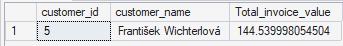 customer_id customer_name Total_invoice_value
1 5 František Wichterlová 144.539998054504